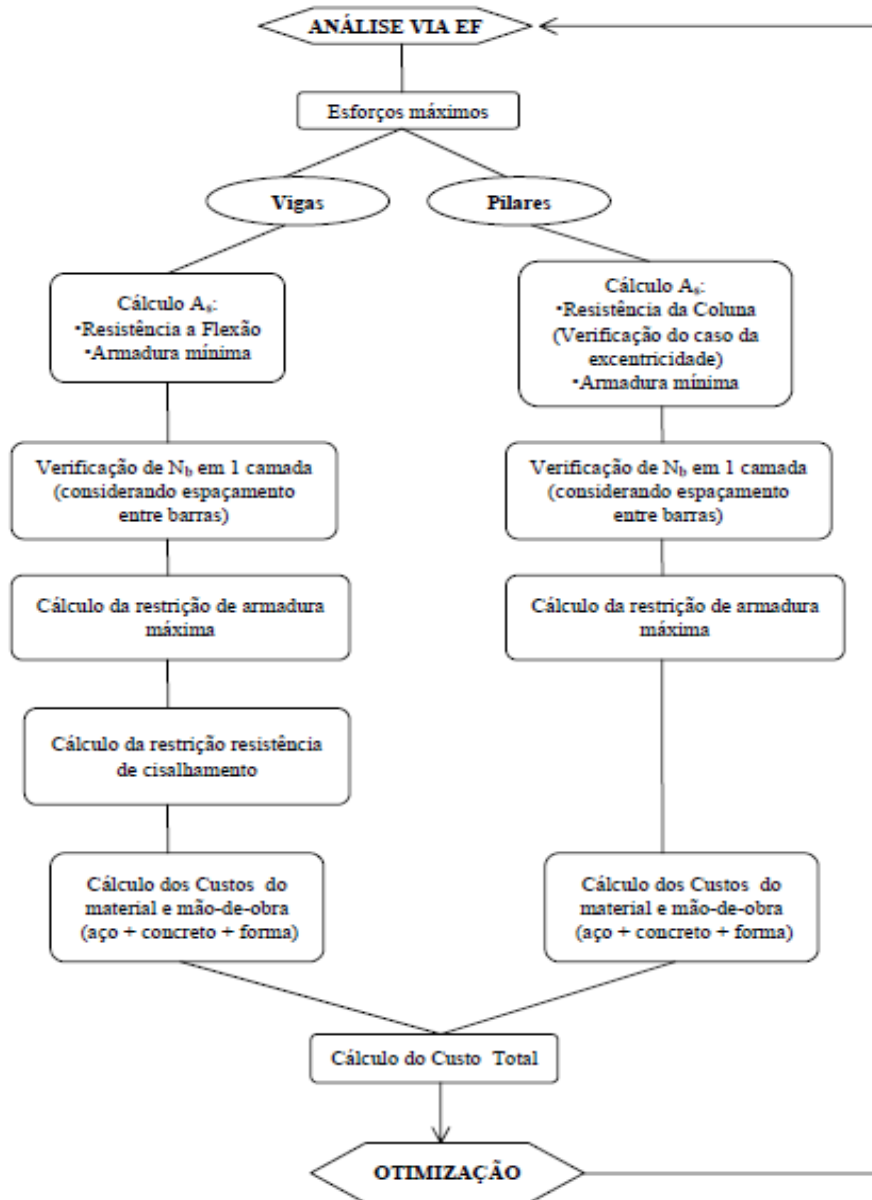 ANÁLISE VIA EF
Esforços máximos
Vigas
Pilares
Cálculo Aₛ:
•Resistência a Flexão
•Armadura mínima
Cálculo Aₛ:
•Resistência da Coluna
(Verificação do caso da
excentricidade)
•Armadura mínima
Verificação de N_b em 1 camada
(considerando espaçamento
entre barras)
Verificação de N_b em 1 camada
(considerando espaçamento
entre barras)
Cálculo da restrição de armadura
máxima
Cálculo da restrição de armadura
máxima
Cálculo da restrição resistência
de cisalhamento
Cálculo dos Custos do
material e mão-de-obra
(aço + concreto + forma)
Cálculo dos Custos do
material e mão-de-obra
(aço + concreto + forma)
Cálculo do Custo Total
OTIMIZAÇÃO